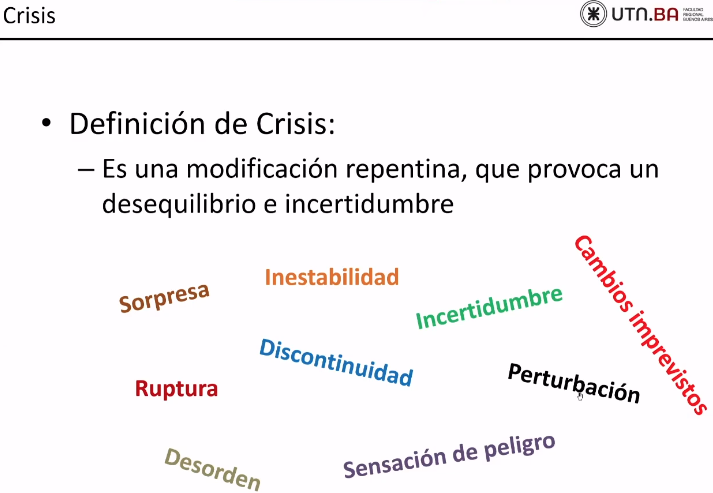 Crisis
UTN.BA
FACULTAD
REGIONAL
BUENOS AIRES
• Definición de Crisis:
– Es una modificación repentina, que provoca un
desequilibrio e incertidumbre
Cambios imprevistos
Inestabilidad
Sorpresa
Incertidumbre
Discontinuidad
Perturbación
Ruptura
Sensación de peligro
Desorden